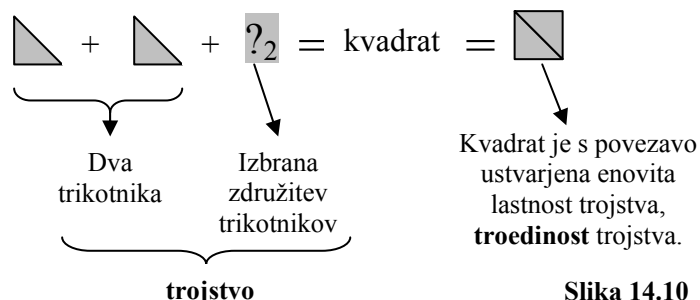 + + ?₂ = kvadrat =
Dva
trikotnika
Izbrana
združitev
trikotnikov
Kvadrat je s povezavo
ustvarjena enovita
lastnost trojstva,
troedinost trojstva.
trojstvo
Slika 14.10